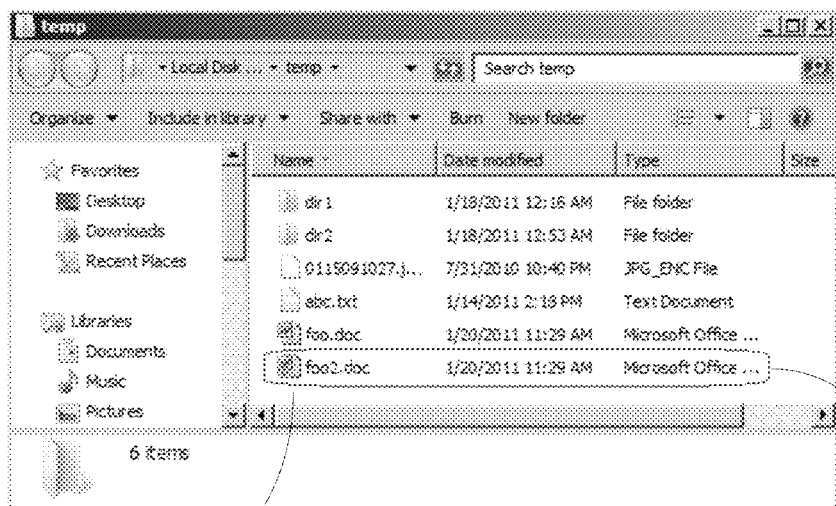 temp
Local Disk ... temp
Search temp
Organize Include in library Share with Burn New folder
Name Date modified Type Size
Favorites
Desktop
Downloads
Recent Places
Libraries
Documents
Music
Pictures
dir1 1/18/2011 12:16 AM File folder
dir2 1/18/2011 12:53 AM File folder
0115091027.j... 7/31/2010 10:40 PM JPG_ENC File
abc.txt 1/14/2011 2:18 PM Text Document
foo.doc 1/20/2011 11:29 AM Microsoft Office ...
foo2.doc 1/20/2011 11:29 AM Microsoft Office ...
6 items